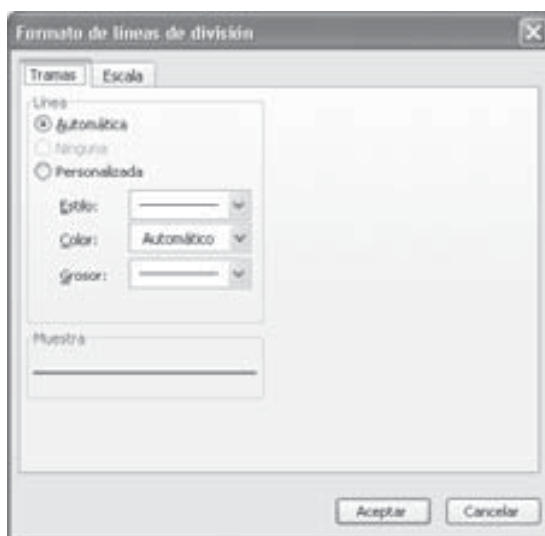 Formato de líneas de división
Tramas Escala
Línea
Automática
Ninguna
Personalizada
Estilo:
Color: Automático
Grosor:
Muestra
Aceptar Cancelar